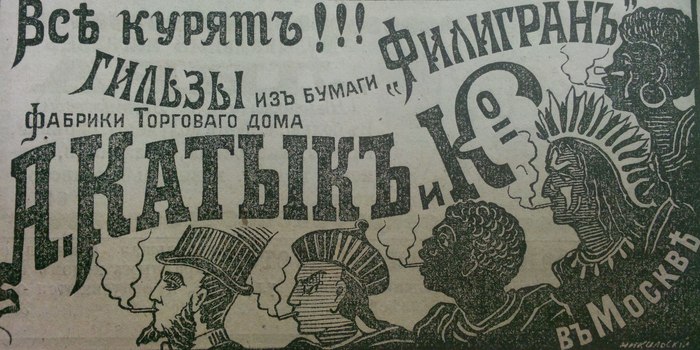 Всѣ курятъ!!!
Гильзы изъ бумаги „Филигранъ“
фабрики Торговаго дома
А. Катыкъ и Ко
въ Москвѣ